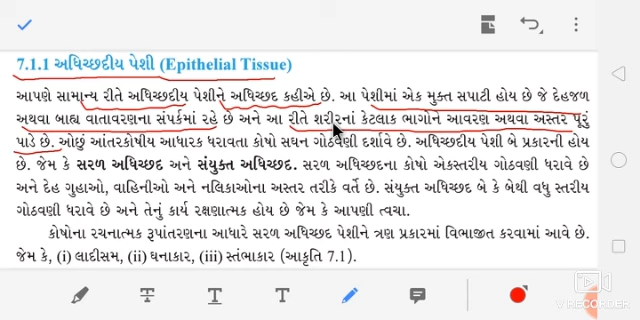 7.1.1 અધિચ્છદીય પેશી (Epithelial Tissue)
આપણે સામાન્ય રીતે અધિચ્છદીય પેશીને અધિચ્છદ કહીએ છે. આ પેશીમાં એક મુક્ત સપાટી હોય છે જે દેહજળ
અથવા બાહ્ય વાતાવરણના સંપર્કમાં રહે છે અને આ રીતે શરીરનાં કેટલાક ભાગોને આવરણ અથવા અસ્તર પૂરું
પાડે છે. ઓછું આંતરકોષીય આધારક ધરાવતા કોષો સઘન ગોઠવણી દર્શાવે છે. અધિચ્છદીય પેશી બે પ્રકારની હોય
છે. જેમ કે સરળ અધિચ્છદ અને સંયુક્ત અધિચ્છદ. સરળ અધિચ્છદના કોષો એકસ્તરીય ગોઠવણી ધરાવે છે
અને દેહ ગુહાઓ, વાહિનીઓ અને નલિકાઓના અસ્તર તરીકે વર્તે છે. સંયુક્ત અધિચ્છદ બે કે બેથી વધુ સ્તરીય
ગોઠવણી ધરાવે છે અને તેનું કાર્ય રક્ષણાત્મક હોય છે જેમ કે આપણી ત્વચા.
કોષોના રચનાત્મક રૂપાંતરણના આધારે સરળ અધિચ્છદ પેશીને ત્રણ પ્રકારમાં વિભાજીત કરવામાં આવે છે.
જેમ કે, (i) લાદીસમ, (ii) ઘનાકાર, (iii) સ્તંભાકાર (આકૃતિ 7.1).
VRECORDER